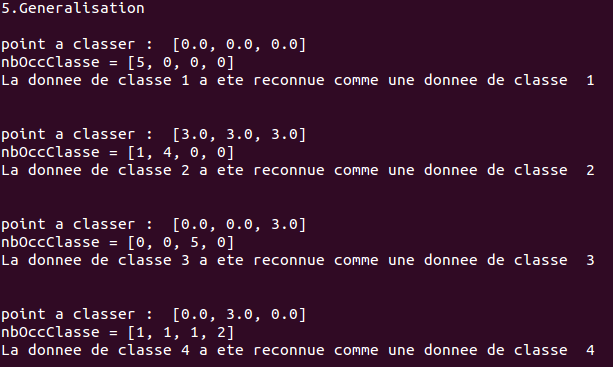 5.Generalisation
point a classer :  [0.0, 0.0, 0.0]
nbOccClasse = [5, 0, 0, 0]
La donnee de classe 1 a ete reconnue comme une donnee de classe  1
point a classer :  [3.0, 3.0, 3.0]
nbOccClasse = [1, 4, 0, 0]
La donnee de classe 2 a ete reconnue comme une donnee de classe  2
point a classer :  [0.0, 0.0, 3.0]
nbOccClasse = [0, 0, 5, 0]
La donnee de classe 3 a ete reconnue comme une donnee de classe  3
point a classer :  [0.0, 3.0, 0.0]
nbOccClasse = [1, 1, 1, 2]
La donnee de classe 4 a ete reconnue comme une donnee de classe  4